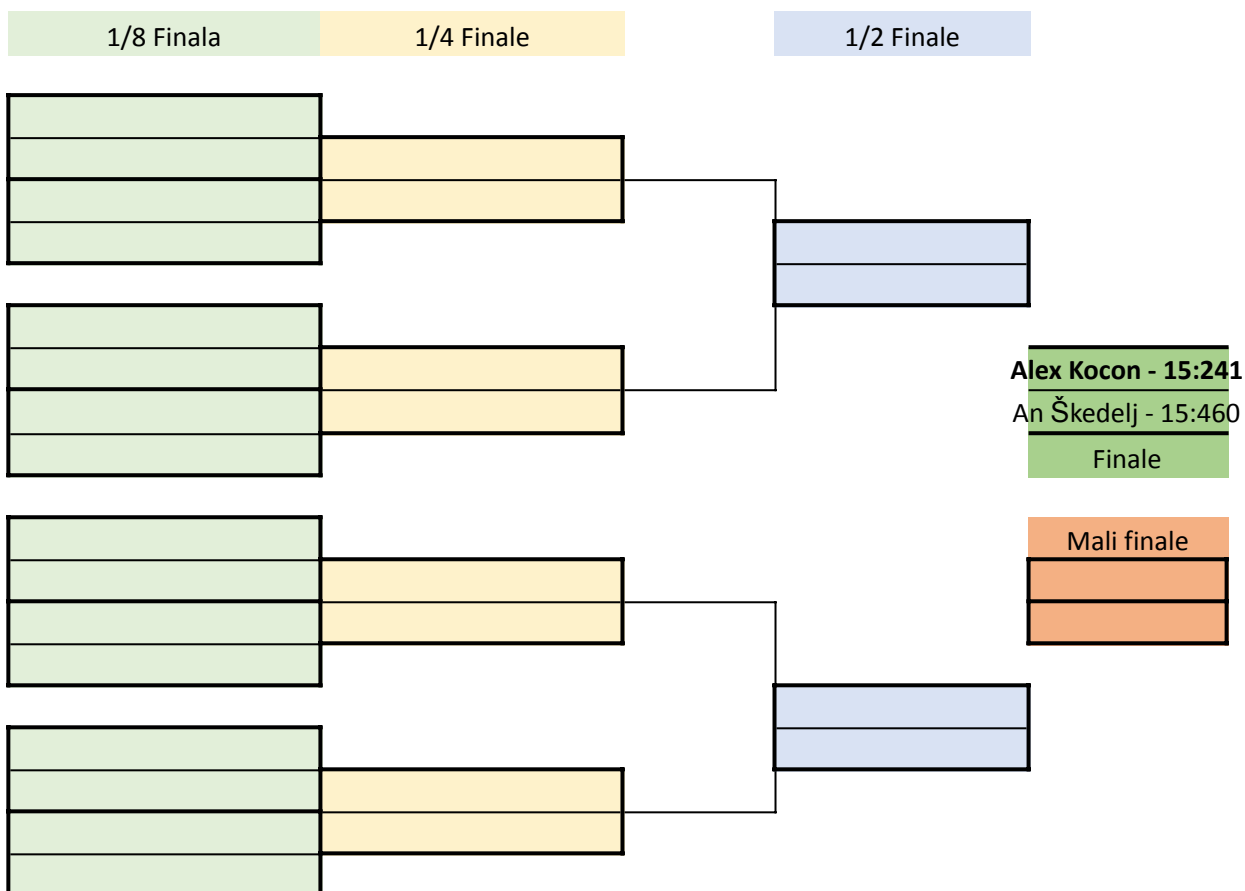 1/8 Finala
1/4 Finale
1/2 Finale
Alex Kocon - 15:241
An Škedelj - 15:460
Finale
Mali finale